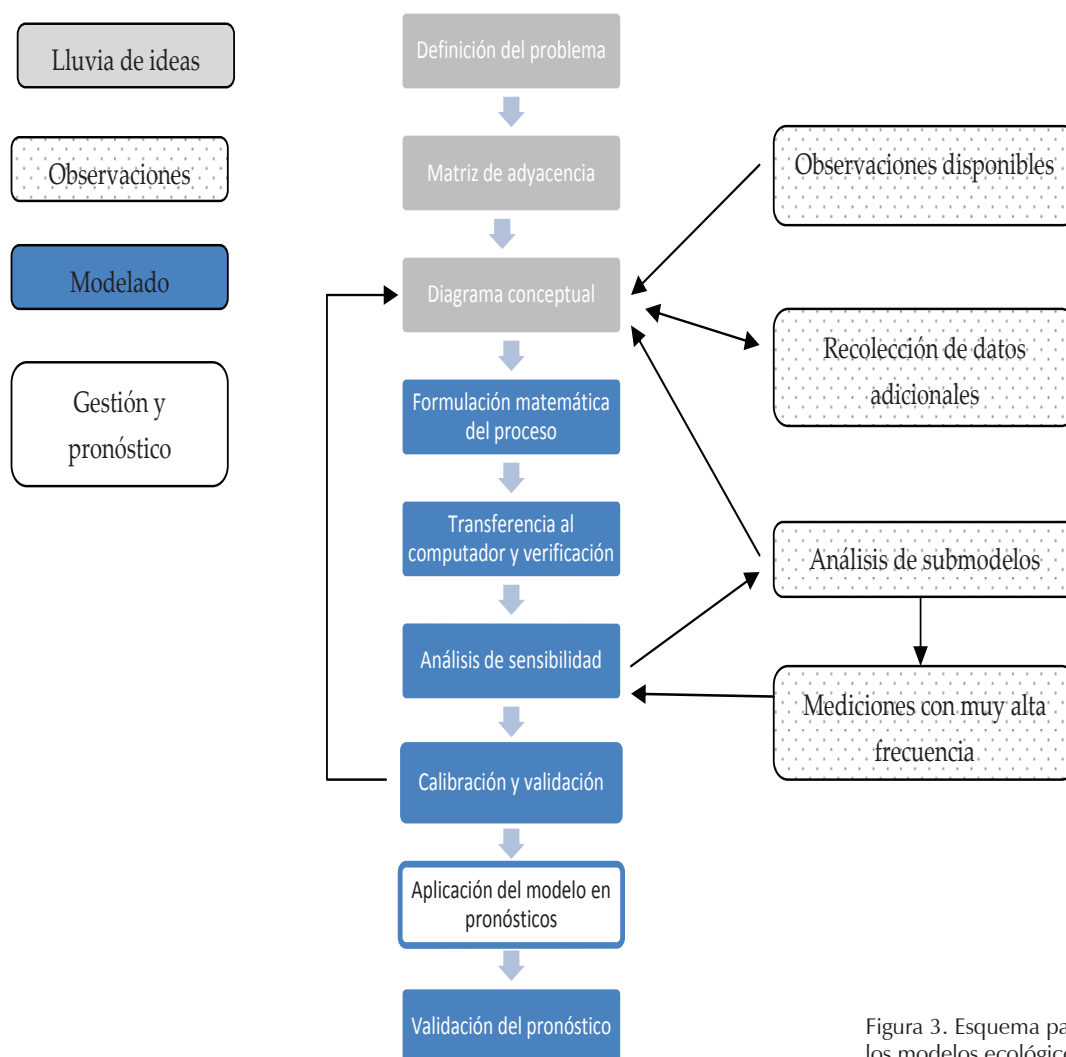 Lluvia de ideas
Observaciones
Modelado
Gestión y
pronóstico
Definición del problema
Matriz de adyacencia
Diagrama conceptual
Formulación matemática
del proceso
Transferencia al
computador y verificación
Análisis de sensibilidad
Calibración y validación
Aplicación del modelo en
pronósticos
Validación del pronóstico
Observaciones disponibles
Recolección de datos
adicionales
Análisis de submodelos
Mediciones con muy alta
frecuencia
Figura 3. Esquema pa
los modelos ecológico